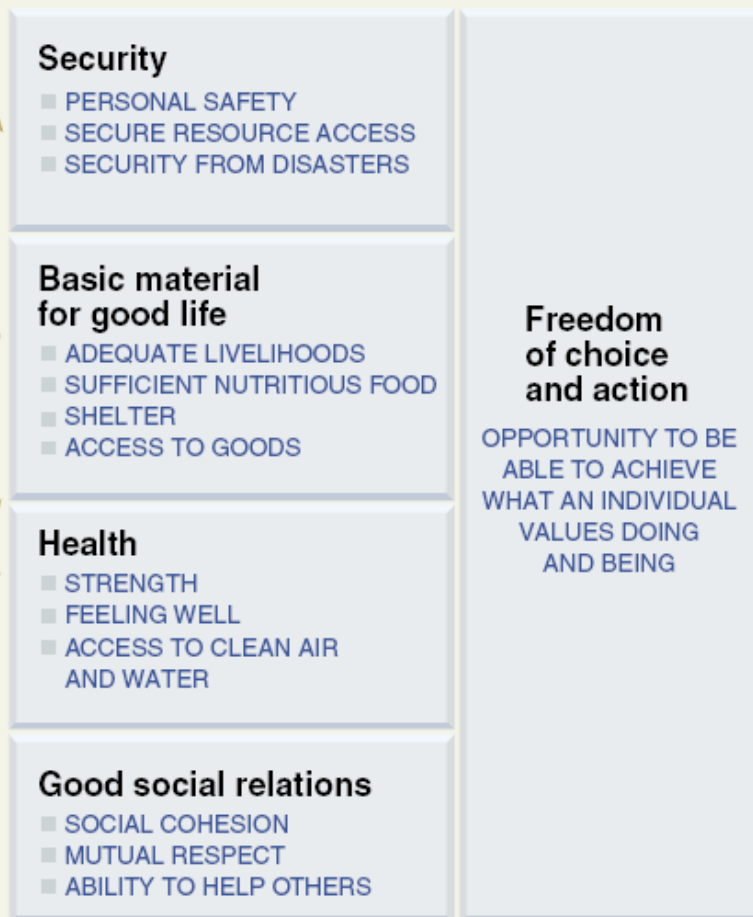 Security
PERSONAL SAFETY
SECURE RESOURCE ACCESS
SECURITY FROM DISASTERS
Basic material
for good life
ADEQUATE LIVELIHOODS
SUFFICIENT NUTRITIOUS FOOD
SHELTER
ACCESS TO GOODS
Health
STRENGTH
FEELING WELL
ACCESS TO CLEAN AIR
AND WATER
Good social relations
SOCIAL COHESION
MUTUAL RESPECT
ABILITY TO HELP OTHERS
Freedom
of choice
and action
OPPORTUNITY TO BE
ABLE TO ACHIEVE
WHAT AN INDIVIDUAL
VALUES DOING
AND BEING